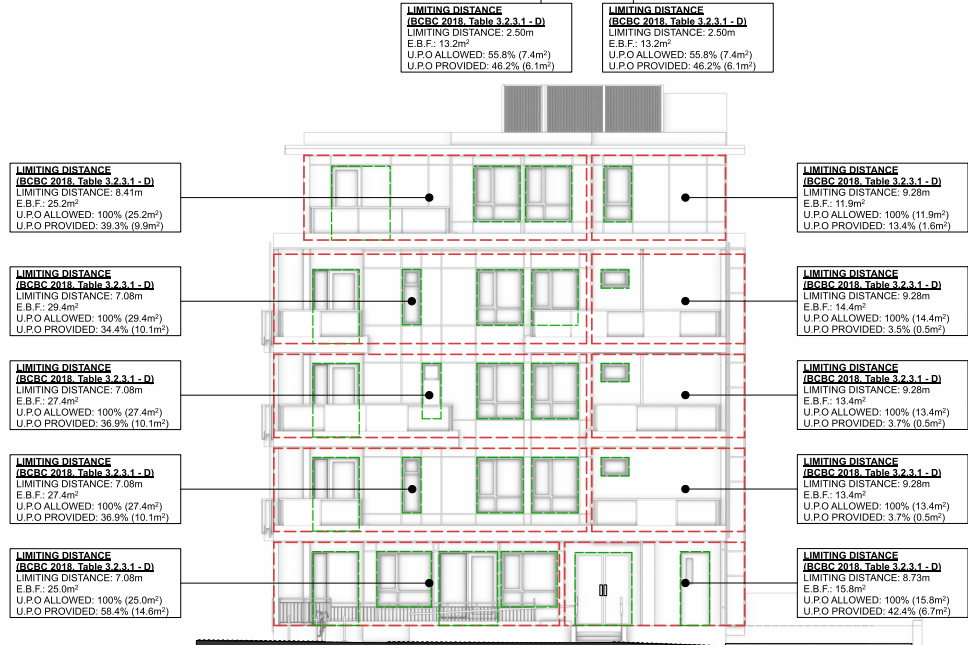 LIMITING DISTANCE
(BCBC 2018, Table 3.2.3.1 - D)
LIMITING DISTANCE: 2.50m
E.B.F.: 13.2m²
U.P.O ALLOWED: 55.8% (7.4m²)
U.P.O PROVIDED: 46.2% (6.1m²)
LIMITING DISTANCE
(BCBC 2018, Table 3.2.3.1 - D)
LIMITING DISTANCE: 2.50m
E.B.F.: 13.2m²
U.P.O ALLOWED: 55.8% (7.4m²)
U.P.O PROVIDED: 46.2% (6.1m²)
LIMITING DISTANCE
(BCBC 2018, Table 3.2.3.1 - D)
LIMITING DISTANCE: 8.41m
E.B.F.: 25.2m²
U.P.O ALLOWED: 100% (25.2m²)
U.P.O PROVIDED: 39.3% (9.9m²)
LIMITING DISTANCE
(BCBC 2018, Table 3.2.3.1 - D)
LIMITING DISTANCE: 9.28m
E.B.F.: 11.9m²
U.P.O ALLOWED: 100% (11.9m²)
U.P.O PROVIDED: 13.4% (1.6m²)
LIMITING DISTANCE
(BCBC 2018, Table 3.2.3.1 - D)
LIMITING DISTANCE: 7.08m
E.B.F.: 29.4m²
U.P.O ALLOWED: 100% (29.4m²)
U.P.O PROVIDED: 34.4% (10.1m²)
LIMITING DISTANCE
(BCBC 2018, Table 3.2.3.1 - D)
LIMITING DISTANCE: 9.28m
E.B.F.: 14.4m²
U.P.O ALLOWED: 100% (14.4m²)
U.P.O PROVIDED: 3.5% (0.5m²)
LIMITING DISTANCE
(BCBC 2018, Table 3.2.3.1 - D)
LIMITING DISTANCE: 7.08m
E.B.F.: 27.4m²
U.P.O ALLOWED: 100% (27.4m²)
U.P.O PROVIDED: 36.9% (10.1m²)
LIMITING DISTANCE
(BCBC 2018, Table 3.2.3.1 - D)
LIMITING DISTANCE: 9.28m
E.B.F.: 13.4m²
U.P.O ALLOWED: 100% (13.4m²)
U.P.O PROVIDED: 3.7% (0.5m²)
LIMITING DISTANCE
(BCBC 2018, Table 3.2.3.1 - D)
LIMITING DISTANCE: 7.08m
E.B.F.: 27.4m²
U.P.O ALLOWED: 100% (27.4m²)
U.P.O PROVIDED: 36.9% (10.1m²)
LIMITING DISTANCE
(BCBC 2018, Table 3.2.3.1 - D)
LIMITING DISTANCE: 9.28m
E.B.F.: 13.4m²
U.P.O ALLOWED: 100% (13.4m²)
U.P.O PROVIDED: 3.7% (0.5m²)
LIMITING DISTANCE
(BCBC 2018, Table 3.2.3.1 - D)
LIMITING DISTANCE: 7.08m
E.B.F.: 25.0m²
U.P.O ALLOWED: 100% (25.0m²)
U.P.O PROVIDED: 58.4% (14.6m²)
LIMITING DISTANCE
(BCBC 2018, Table 3.2.3.1 - D)
LIMITING DISTANCE: 8.73m
E.B.F.: 15.8m²
U.P.O ALLOWED: 100% (15.8m²)
U.P.O PROVIDED: 42.4% (6.7m²)